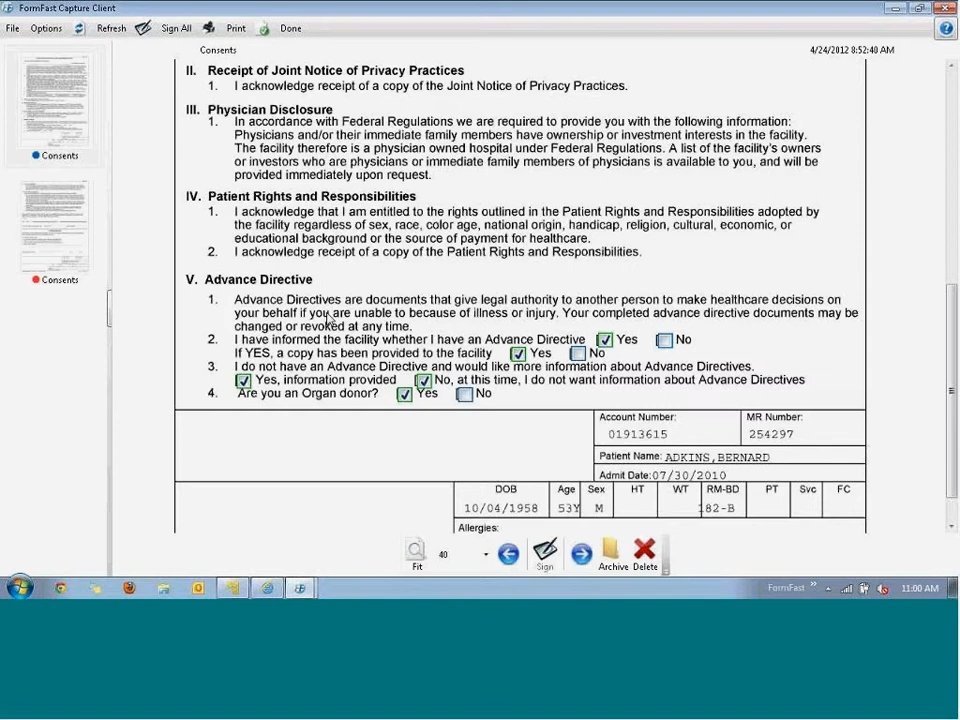 FormFast Capture Client
File Options Refresh Sign All Print Done
Consents 4/24/2012 8:52:40 AM
II. Receipt of Joint Notice of Privacy Practices
1. I acknowledge receipt of a copy of the Joint Notice of Privacy Practices.
III. Physician Disclosure
1. In accordance with Federal Regulations we are required to provide you with the following information:
Physicians and/or their immediate family members have ownership or investment interests in the facility.
The facility therefore is a physician owned hospital under Federal Regulations. A list of the facility's owners
or investors who are physicians or immediate family members of physicians is available to you, and will be
provided immediately upon request.
IV. Patient Rights and Responsibilities
1. I acknowledge that I am entitled to the rights outlined in the Patient Rights and Responsibilities adopted by
the facility regardless of sex, race, color age, national origin, handicap, religion, cultural, economic, or
educational background or the source of payment for healthcare.
2. I acknowledge receipt of a copy of the Patient Rights and Responsibilities.
V. Advance Directive
1. Advance Directives are documents that give legal authority to another person to make healthcare decisions on
your behalf if you are unable to because of illness or injury. Your completed advance directive documents may be
changed or revoked at any time.
2. I have informed the facility whether I have an Advance Directive Yes No
If YES, a copy has been provided to the facility Yes No
3. I do not have an Advance Directive and would like more information about Advance Directives.
Yes, information provided No, at this time, I do not want information about Advance Directives
4. Are you an Organ donor? Yes No
Account Number: MR Number:
01913615 254297
Patient Name: ADKINS,BERNARD
Admit Date: 07/30/2010
DOB Age Sex HT WT RM-BD PT Svc FC
10/04/1958 53Y M 182-B
Allergies:
Consents
Consents
Fit 40 Sign Archive Delete
FormFast 11:00 AM